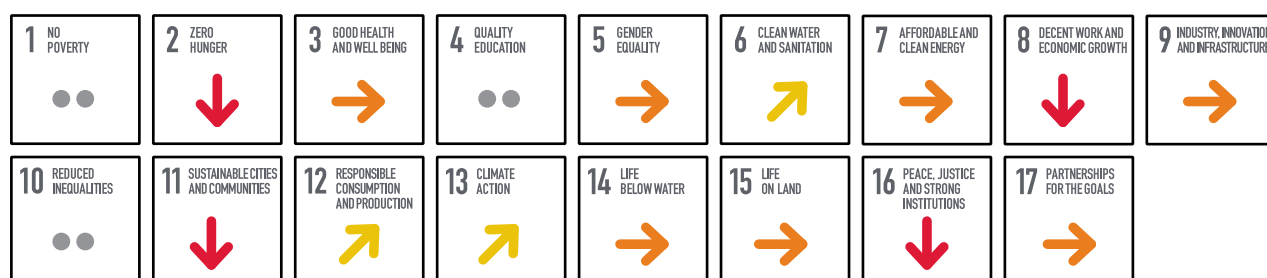 1 NO POVERTY
2 ZERO HUNGER
3 GOOD HEALTH AND WELL BEING
4 QUALITY EDUCATION
5 GENDER EQUALITY
6 CLEAN WATER AND SANITATION
7 AFFORDABLE AND CLEAN ENERGY
8 DECENT WORK AND ECONOMIC GROWTH
9 INDUSTRY, INNOVATION AND INFRASTRUCTURE
10 REDUCED INEQUALITIES
11 SUSTAINABLE CITIES AND COMMUNITIES
12 RESPONSIBLE CONSUMPTION AND PRODUCTION
13 CLIMATE ACTION
14 LIFE BELOW WATER
15 LIFE ON LAND
16 PEACE, JUSTICE AND STRONG INSTITUTIONS
17 PARTNERSHIPS FOR THE GOALS